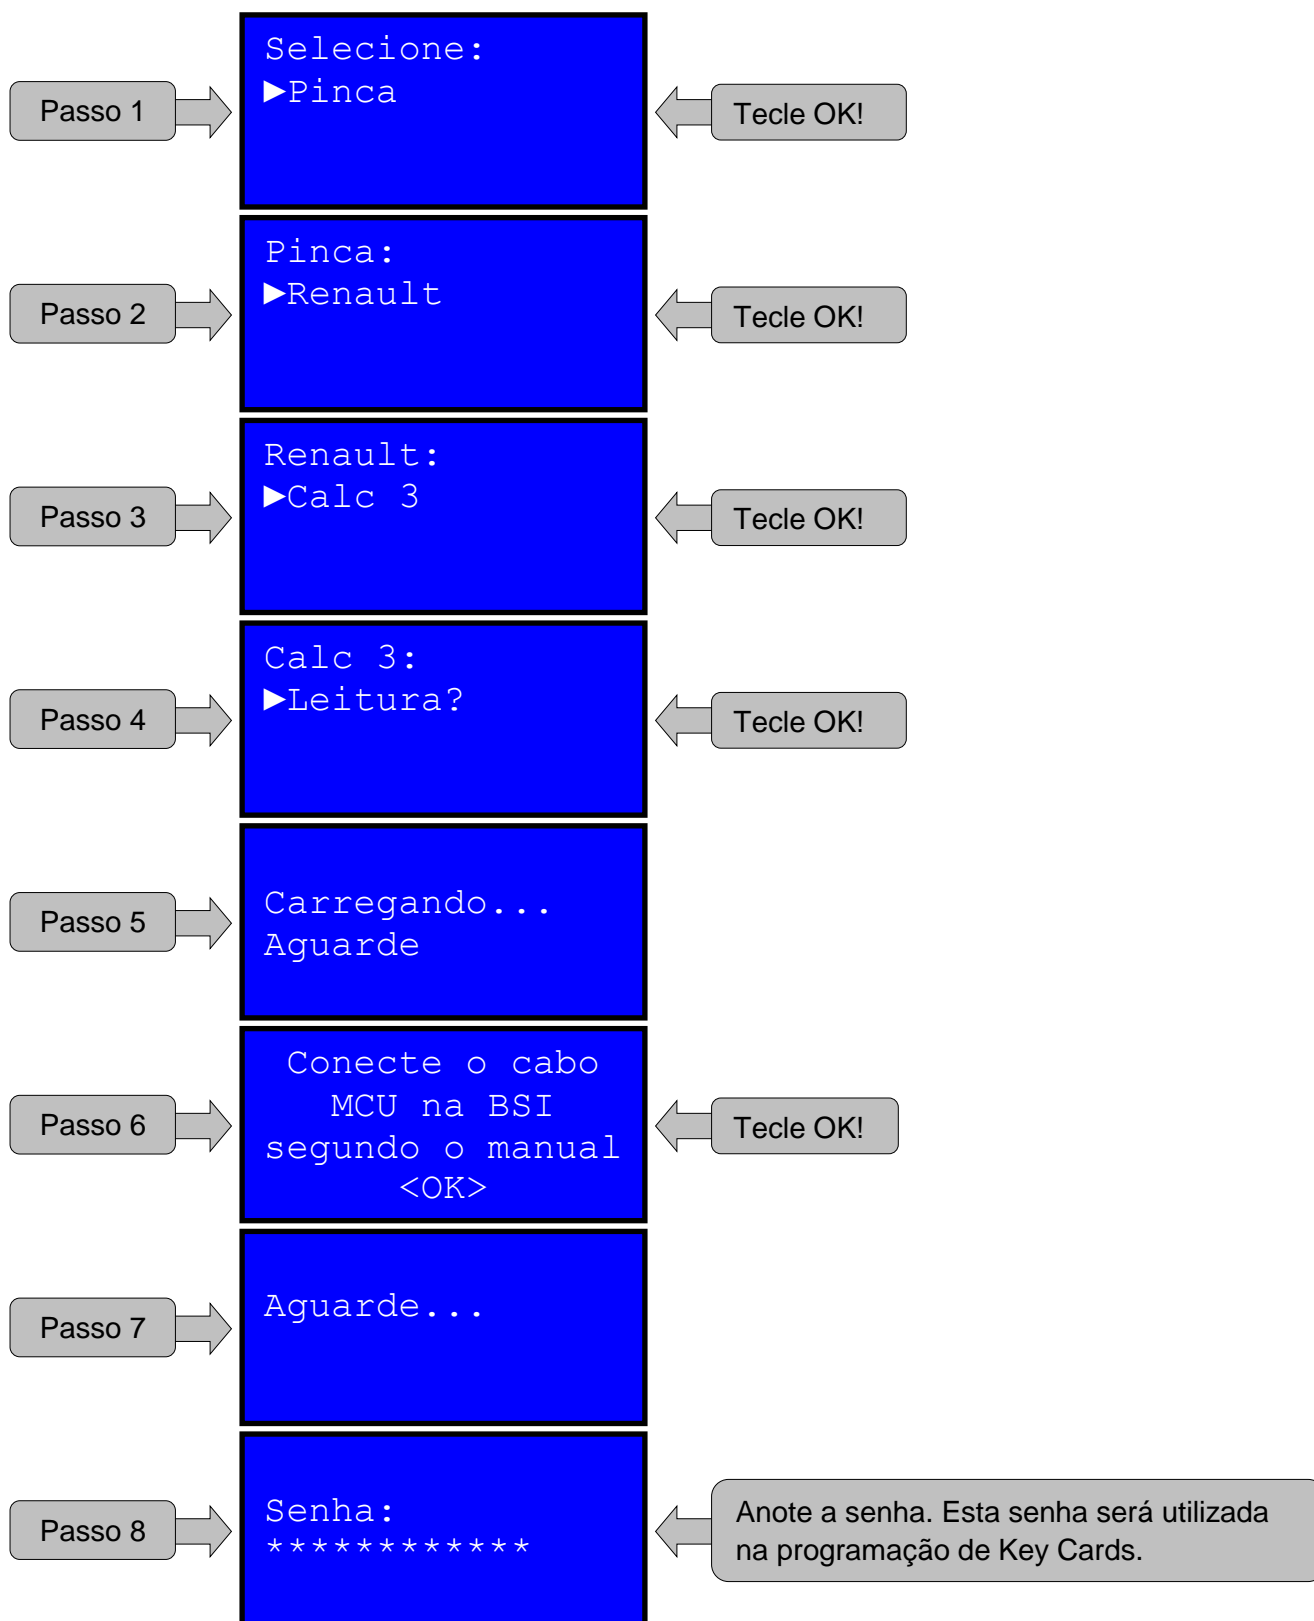 Passo 1
Selecione:
►Pinca
Tecle OK!
Passo 2
Pinca:
►Renault
Tecle OK!
Passo 3
Renault:
►Calc 3
Tecle OK!
Passo 4
Calc 3:
►Leitura?
Tecle OK!
Passo 5
Carregando...
Aguarde
Passo 6
Conecte o cabo
MCU na BSI
segundo o manual
<OK>
Tecle OK!
Passo 7
Aguarde...
Passo 8
Senha:
************
Anote a senha. Esta senha será utilizada
na programação de Key Cards.